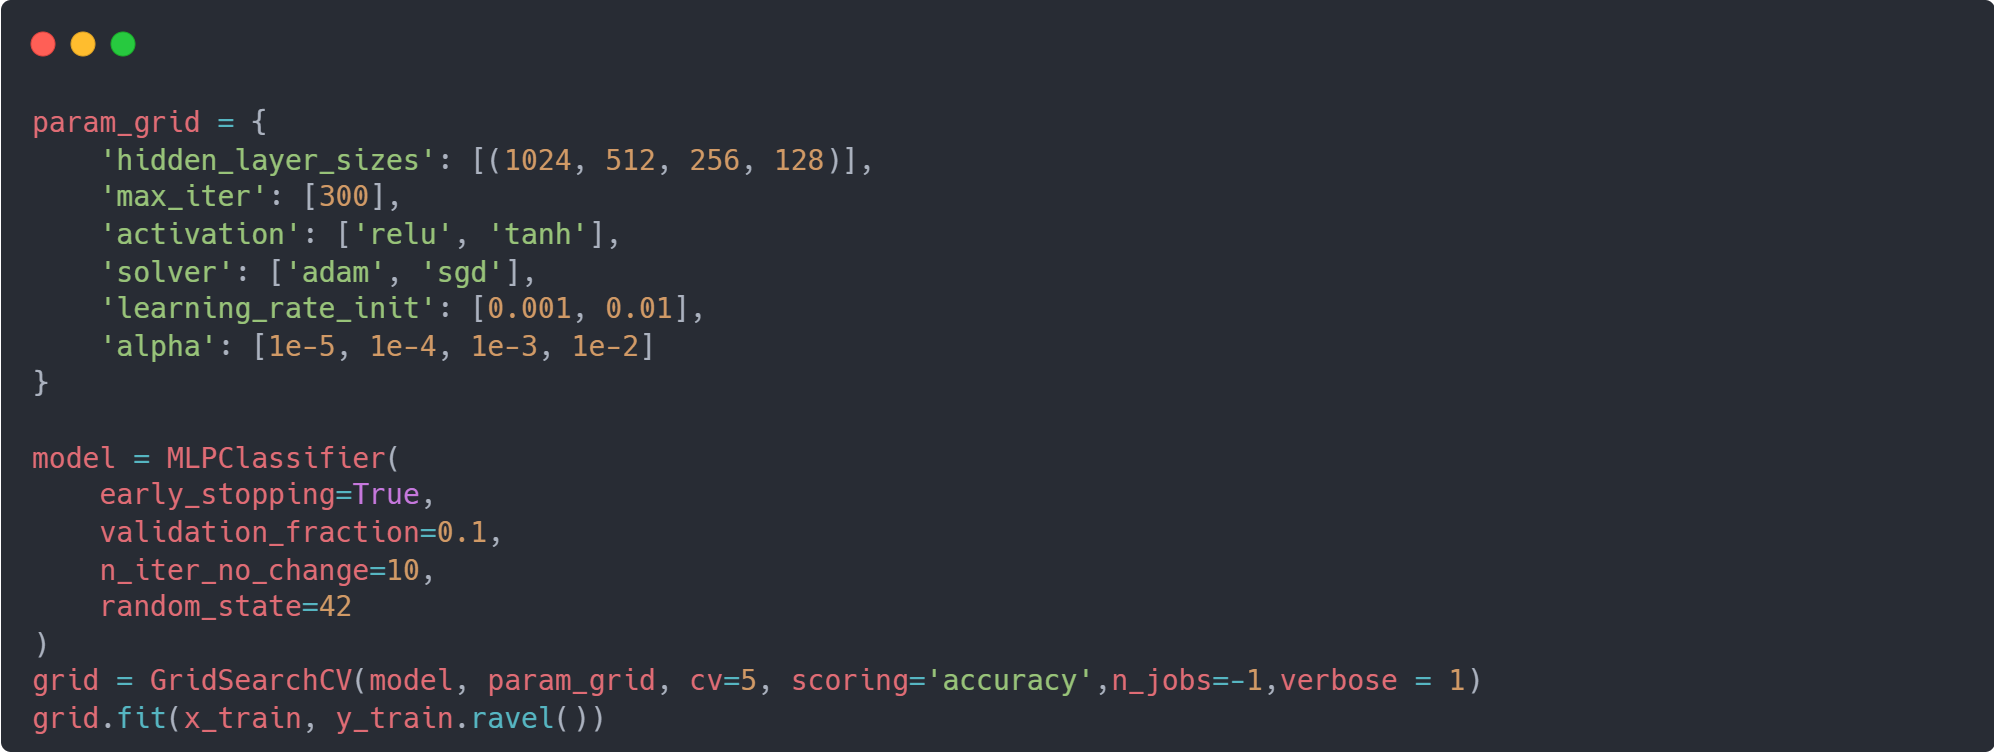 param_grid = {
    'hidden_layer_sizes': [(1024, 512, 256, 128)],
    'max_iter': [300],
    'activation': ['relu', 'tanh'],
    'solver': ['adam', 'sgd'],
    'learning_rate_init': [0.001, 0.01],
    'alpha': [1e-5, 1e-4, 1e-3, 1e-2]
}

model = MLPClassifier(
    early_stopping=True,
    validation_fraction=0.1,
    n_iter_no_change=10,
    random_state=42
)
grid = GridSearchCV(model, param_grid, cv=5, scoring='accuracy',n_jobs=-1,verbose = 1)
grid.fit(x_train, y_train.ravel())